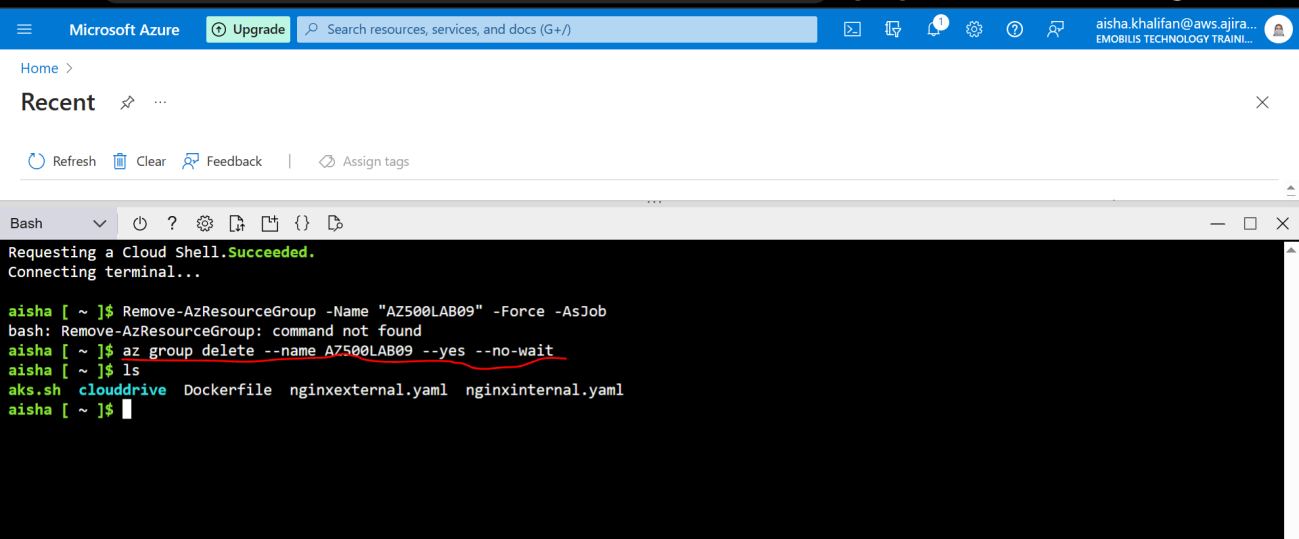 Microsoft Azure Upgrade Search resources, services, and docs (G+/) 1 aisha.khalifan@aws.ajira...
EMOBILIS TECHNOLOGY TRAINI...
Home >
Recent ...
Refresh Clear Feedback | Assign tags
Bash ? {}
Requesting a Cloud Shell.Succeeded.
Connecting terminal...
aisha [ ~ ]$ Remove-AzResourceGroup -Name "AZ500LAB09" -Force -AsJob
bash: Remove-AzResourceGroup: command not found
aisha [ ~ ]$ az group delete --name AZ500LAB09 --yes --no-wait
aisha [ ~ ]$ ls
aks.sh clouddrive Dockerfile nginxexternal.yaml nginxinternal.yaml
aisha [ ~ ]$